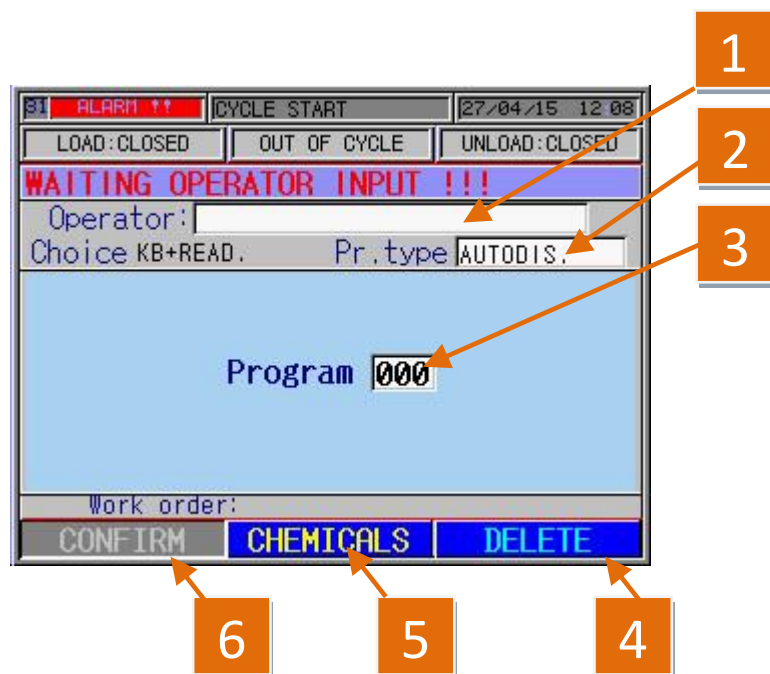 1
81 ALARM !! CYCLE START 27/04/15 12:08
LOAD:CLOSED OUT OF CYCLE UNLOAD:CLOSED
2
WAITING OPERATOR INPUT !!!
Operator:
Choice KB+READ. Pr.type AUTODIS.
3
Program 000
Work order:
CONFIRM CHEMICALS DELETE
6 5 4